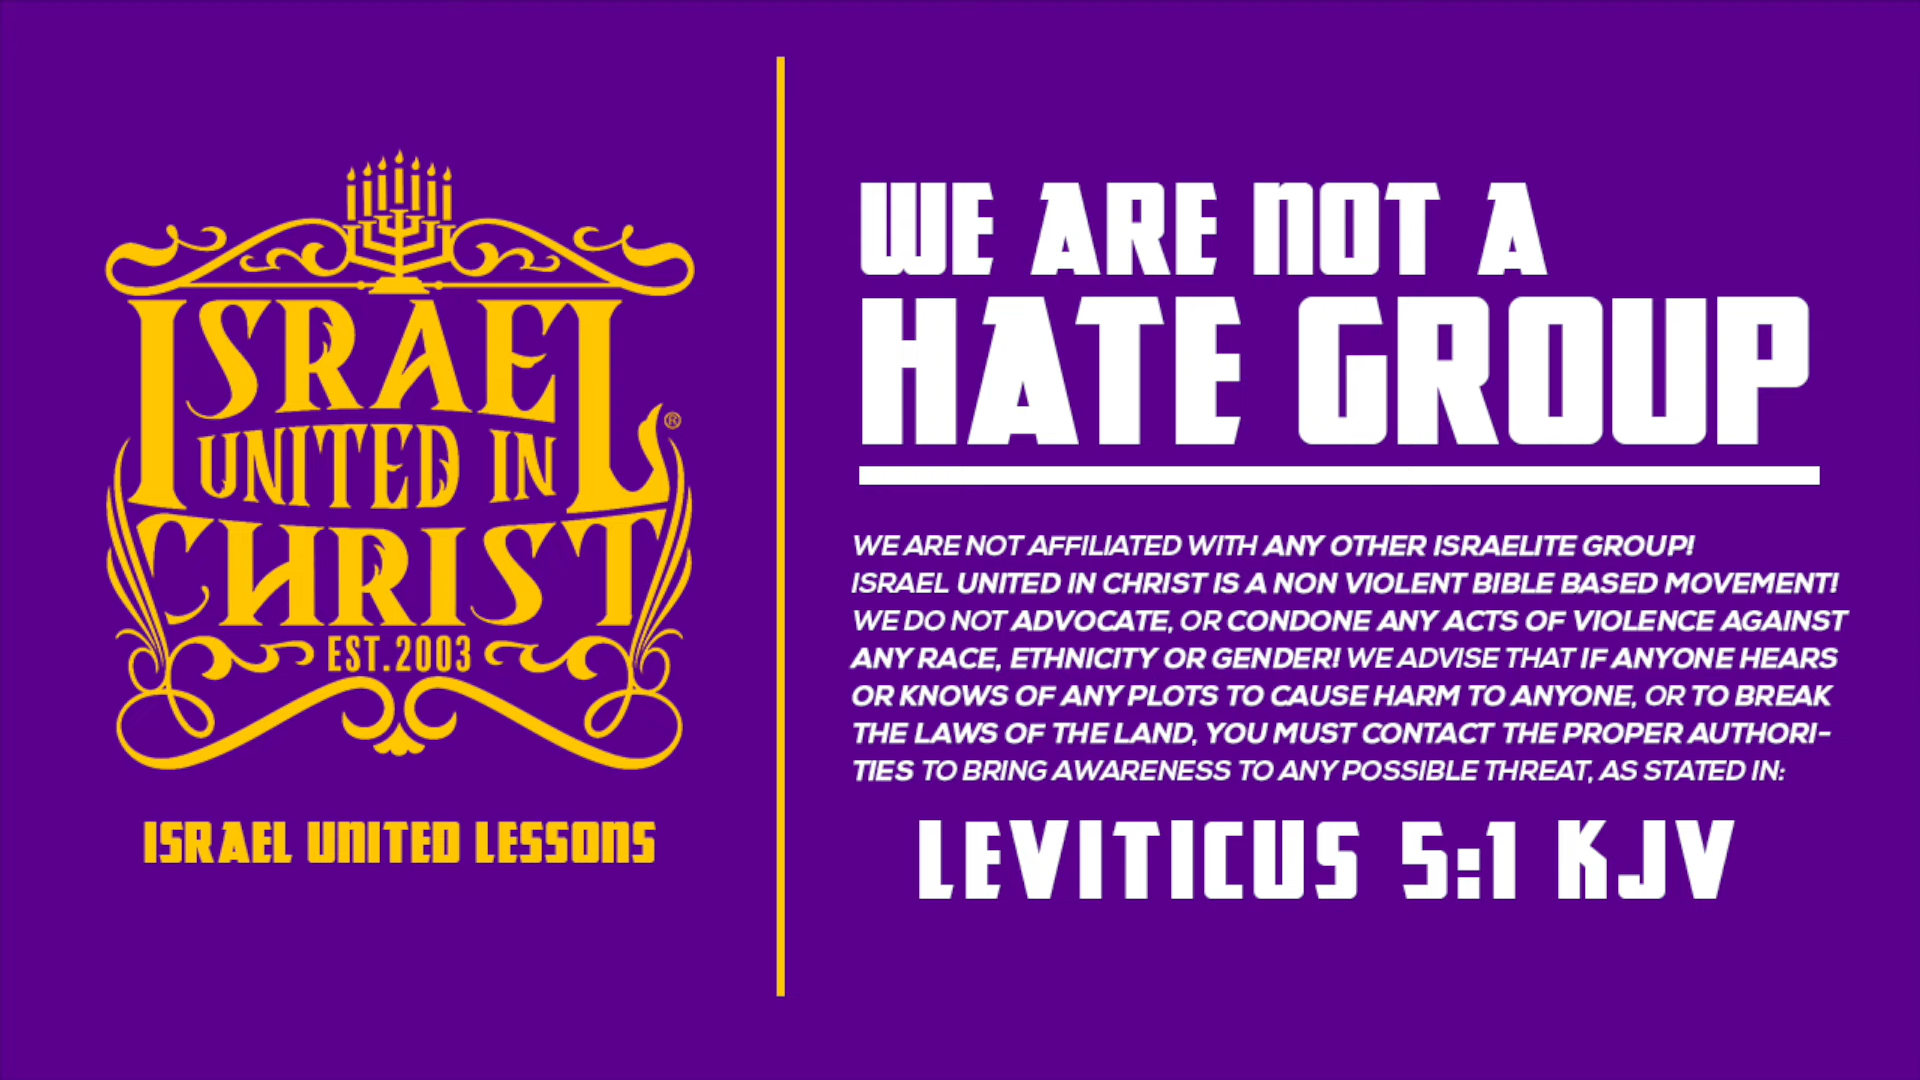 ISRAEL
UNITED IN
CHRIST
®
EST.2003
ISRAEL UNITED LESSONS
WE ARE NOT A
HATE GROUP
WE ARE NOT AFFILIATED WITH ANY OTHER ISRAELITE GROUP!
ISRAEL UNITED IN CHRIST IS A NON VIOLENT BIBLE BASED MOVEMENT!
WE DO NOT ADVOCATE, OR CONDONE ANY ACTS OF VIOLENCE AGAINST
ANY RACE, ETHNICITY OR GENDER! WE ADVISE THAT IF ANYONE HEARS
OR KNOWS OF ANY PLOTS TO CAUSE HARM TO ANYONE, OR TO BREAK
THE LAWS OF THE LAND, YOU MUST CONTACT THE PROPER AUTHORI-
TIES TO BRING AWARENESS TO ANY POSSIBLE THREAT, AS STATED IN:
LEVITICUS 5:1 KJV